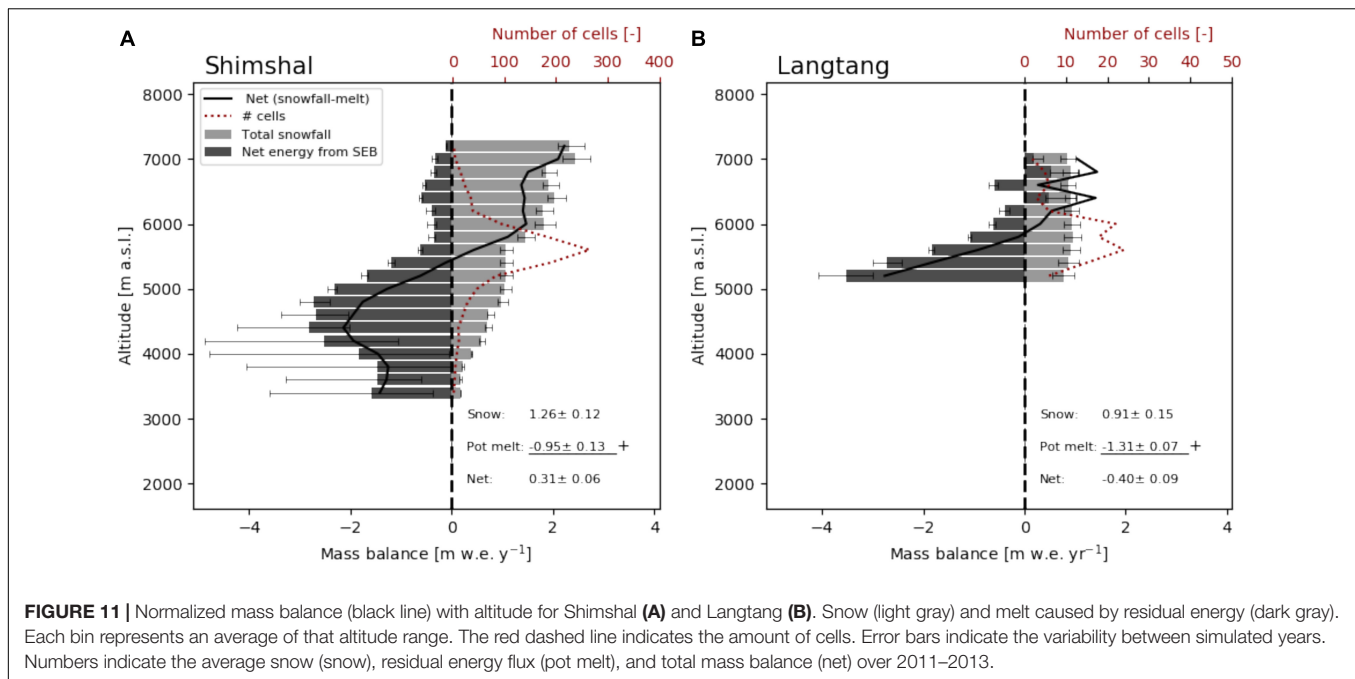 A
Number of cells [-]
Shimshal
0 100 200 300 400
Net (snowfall-melt)
# cells
Total snowfall
Net energy from SEB
8000
7000
6000
5000
4000
3000
2000
Altitude [m a.s.l.]
Snow: 1.26± 0.12
Pot melt: -0.95± 0.13 +
Net: 0.31± 0.06
−4 −2 0 2 4
Mass balance [m w.e. y⁻¹]
B
Number of cells [-]
Langtang
0 10 20 30 40 50
8000
7000
6000
5000
4000
3000
2000
Altitude [m a.s.l.]
Snow: 0.91± 0.15
Pot melt: -1.31± 0.07 +
Net: -0.40± 0.09
−4 −2 0 2 4
Mass balance [m w.e. yr⁻¹]
FIGURE 11 | Normalized mass balance (black line) with altitude for Shimshal (A) and Langtang (B). Snow (light gray) and melt caused by residual energy (dark gray).
Each bin represents an average of that altitude range. The red dashed line indicates the amount of cells. Error bars indicate the variability between simulated years.
Numbers indicate the average snow (snow), residual energy flux (pot melt), and total mass balance (net) over 2011–2013.